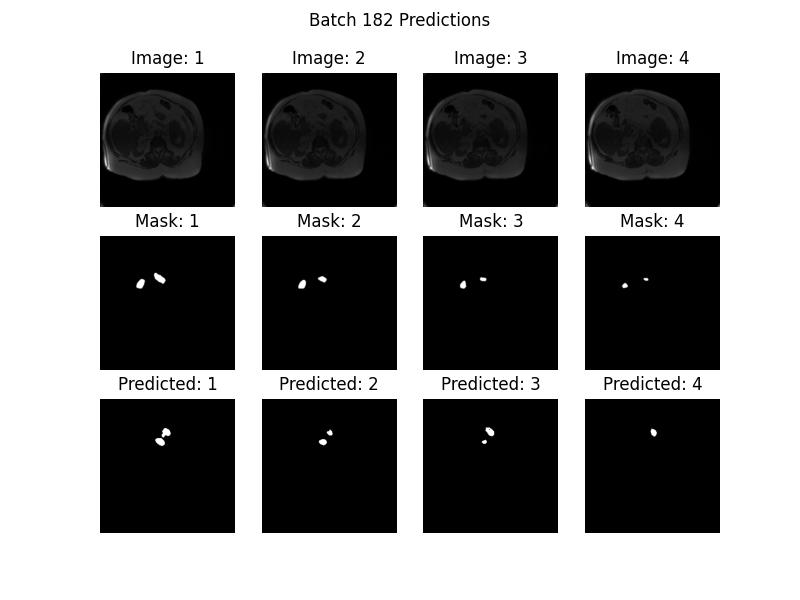 Batch 182 Predictions
Image: 1
Image: 2
Image: 3
Image: 4
Mask: 1
Mask: 2
Mask: 3
Mask: 4
Predicted: 1
Predicted: 2
Predicted: 3
Predicted: 4